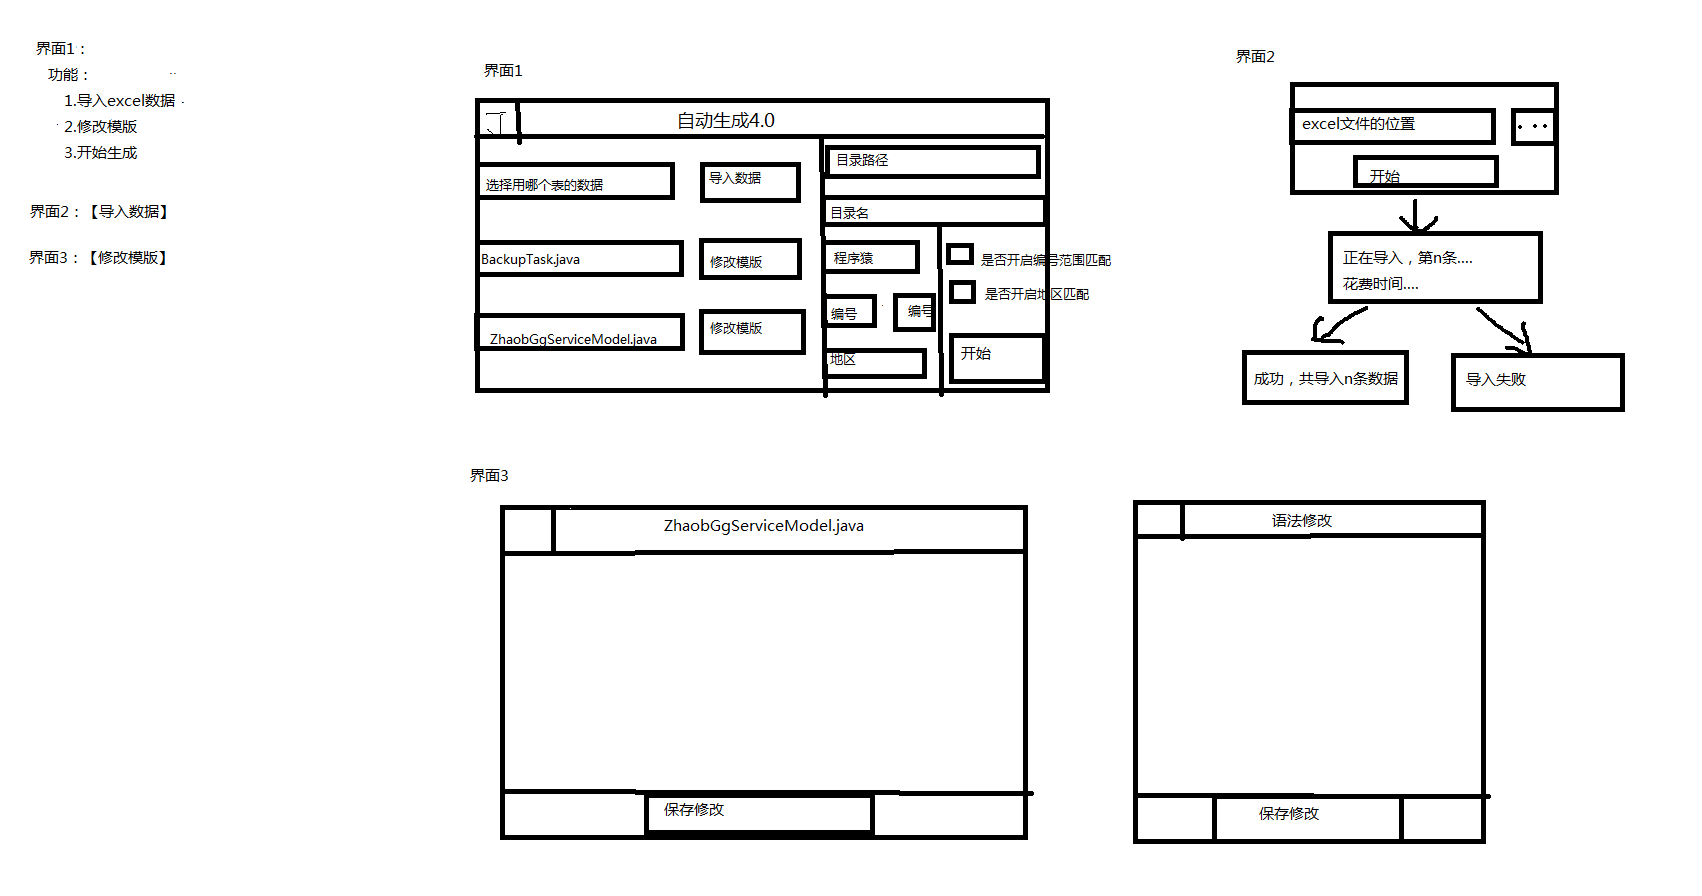 界面1：
功能：
1.导入excel数据
2.修改模版
3.开始生成
界面2：【导入数据】
界面3：【修改模版】
界面1
自动生成4.0
选择用哪个表的数据
导入数据
BackupTask.java
修改模版
ZhaobGgServiceModel.java
修改模版
目录路径
目录名
程序猿
编号
编号
地区
是否开启编号范围匹配
是否开启地区匹配
开始
界面2
excel文件的位置
开始
正在导入，第n条....
花费时间....
成功，共导入n条数据
导入失败
界面3
ZhaobGgServiceModel.java
保存修改
语法修改
保存修改